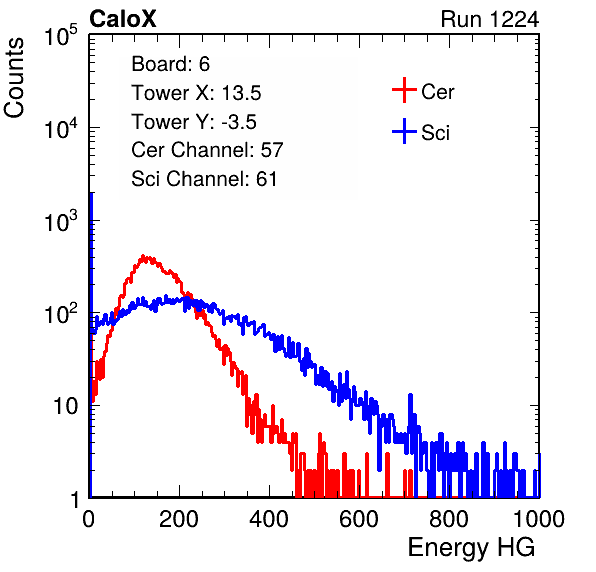 CaloX Run 1224
Counts
Board: 6
Tower X: 13.5
Tower Y: -3.5
Cer Channel: 57
Sci Channel: 61
Cer
Sci
10^5
10^4
10^3
10^2
10
1
0 200 400 600 800 1000
Energy HG